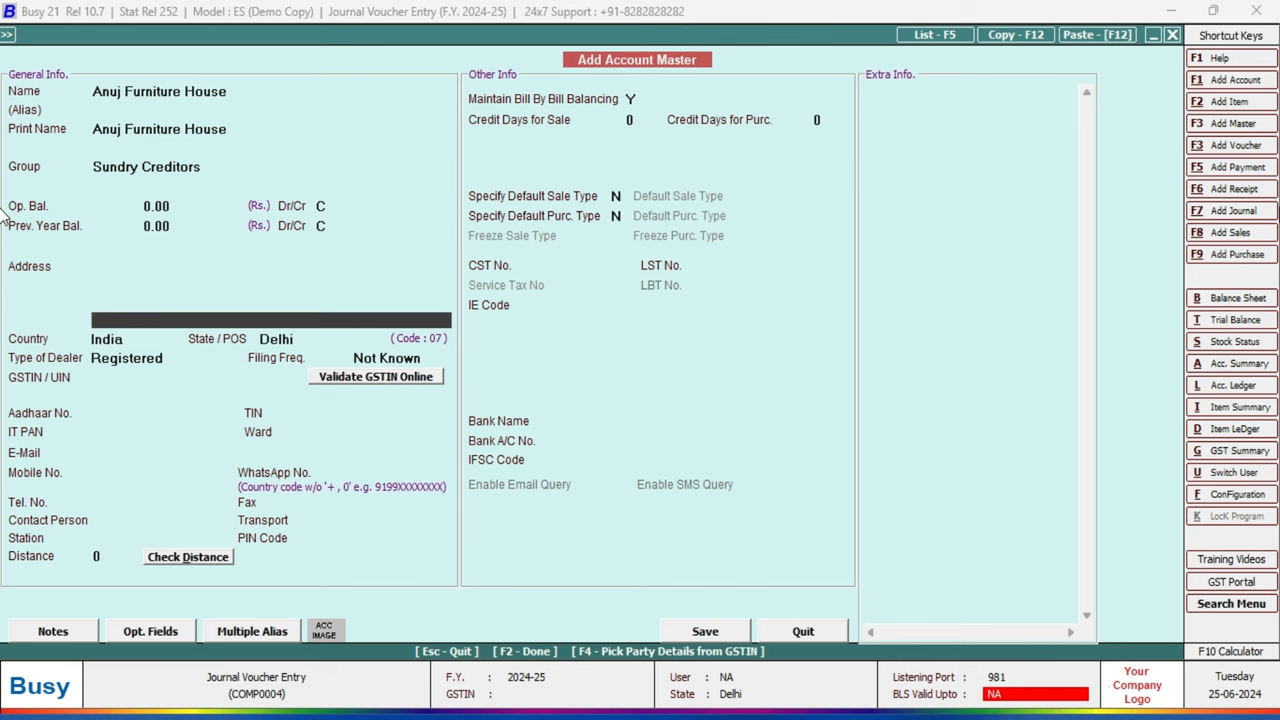 Busy 21 Rel 10.7 | Stat Rel 252 | Model : ES (Demo Copy) | Journal Voucher Entry (F.Y. 2024-25) | 24x7 Support : +91-8282828282
>> List - F5 Copy - F12 Paste - [F12] Shortcut Keys
Add Account Master
General Info.
Name Anuj Furniture House
(Alias)
Print Name Anuj Furniture House
Group Sundry Creditors
Op. Bal. 0.00 (Rs.) Dr/Cr C
Prev. Year Bal. 0.00 (Rs.) Dr/Cr C
Address
Country India State / POS Delhi (Code : 07)
Type of Dealer Registered Filing Freq. Not Known
GSTIN / UIN Validate GSTIN Online
Aadhaar No. TIN
IT PAN Ward
E-Mail
Mobile No. WhatsApp No.
(Country code w/o '+ , 0' e.g. 9199XXXXXXXX)
Tel. No. Fax
Contact Person Transport
Station PIN Code
Distance 0 Check Distance
Other Info
Maintain Bill By Bill Balancing Y
Credit Days for Sale 0 Credit Days for Purc. 0
Specify Default Sale Type N Default Sale Type
Specify Default Purc. Type N Default Purc. Type
Freeze Sale Type Freeze Purc. Type
CST No. LST No.
Service Tax No LBT No.
IE Code
Bank Name
Bank A/C No.
IFSC Code
Enable Email Query Enable SMS Query
Extra Info.
F1 Help
F1 Add Account
F2 Add Item
F3 Add Master
F3 Add Voucher
F5 Add Payment
F6 Add Receipt
F7 Add Journal
F8 Add Sales
F9 Add Purchase
B Balance Sheet
T Trial Balance
S Stock Status
A Acc. Summary
L Acc. Ledger
I Item Summary
D Item LeDger
G GST Summary
U Switch User
F ConFiguration
K LocK Program
Training Videos
GST Portal
Search Menu
Notes Opt. Fields Multiple Alias ACC IMAGE Save Quit
[ Esc - Quit ] [ F2 - Done ] [ F4 - Pick Party Details from GSTIN ] F10 Calculator
Busy
Journal Voucher Entry
(COMP0004)
F.Y. : 2024-25
GSTIN :
User : NA
State : Delhi
Listening Port : 981
BLS Valid Upto : NA
Your
Company
Logo
Tuesday
25-06-2024